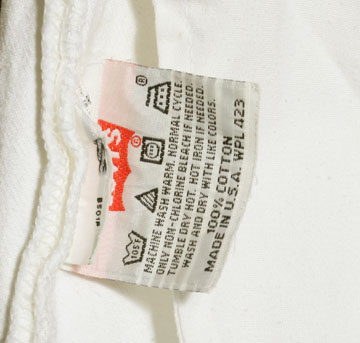 ®
105°F
MACHINE WASH WARM. NORMAL CYCLE.
ONLY NON-CHLORINE BLEACH IF NEEDED.
TUMBLE DRY HOT. HOT IRON IF NEEDED.
WASH AND DRY WITH LIKE COLORS.
100% COTTON
MADE IN U.S.A. WPL 423